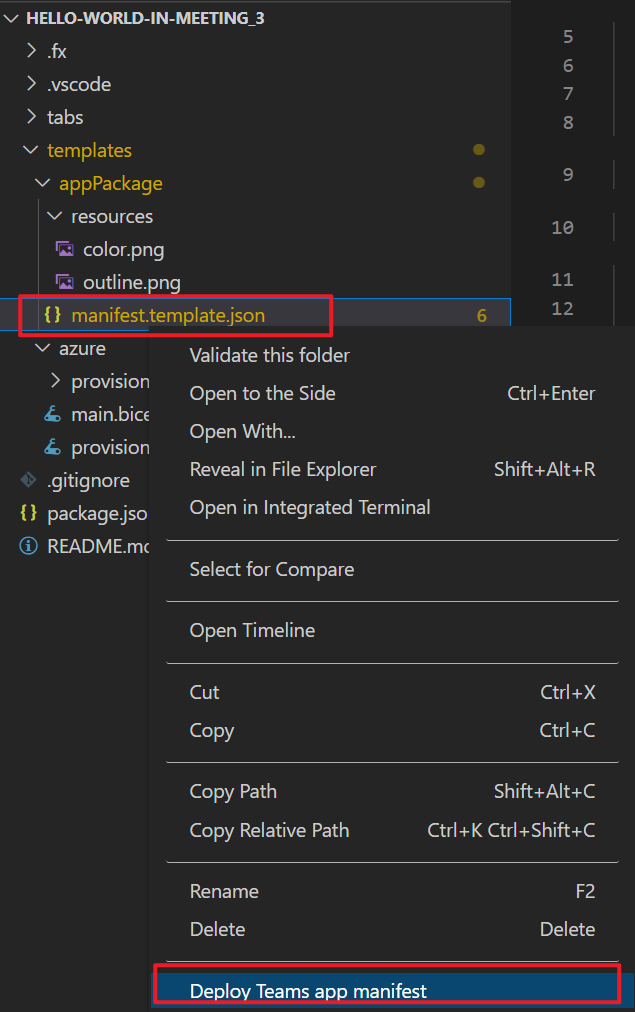 HELLO-WORLD-IN-MEETING_3
.fx
.vscode
tabs
templates
appPackage
resources
color.png
outline.png
{} manifest.template.json 6
azure
provision
main.bice
provision
.gitignore
{} package.jso
README.md
5
6
7
8
9
10
11
12
Validate this folder
Open to the Side Ctrl+Enter
Open With...
Reveal in File Explorer Shift+Alt+R
Open in Integrated Terminal
Select for Compare
Open Timeline
Cut Ctrl+X
Copy Ctrl+C
Copy Path Shift+Alt+C
Copy Relative Path Ctrl+K Ctrl+Shift+C
Rename F2
Delete Delete
Deploy Teams app manifest